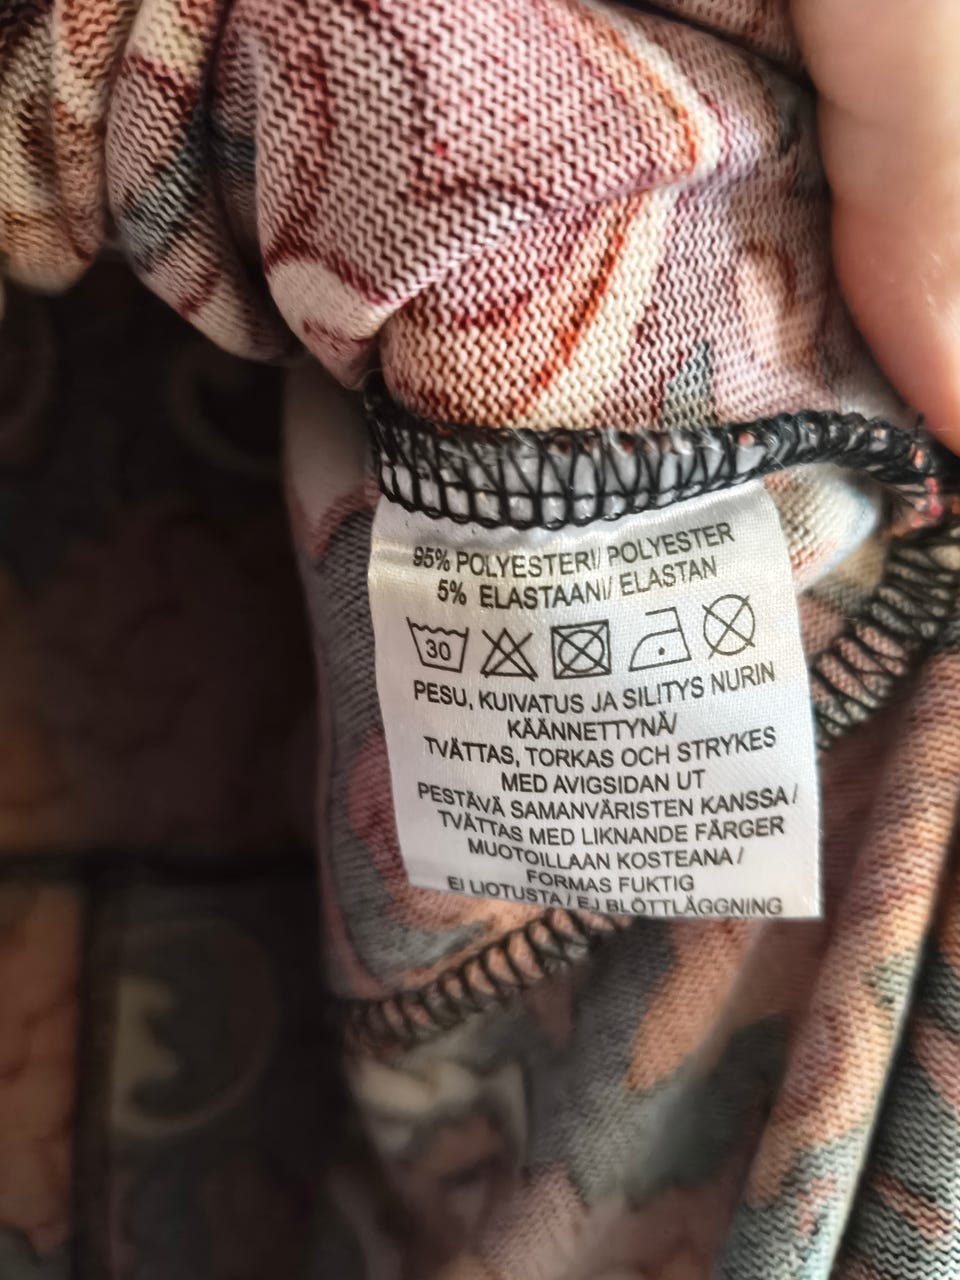 95% POLYESTERI/ POLYESTER
5% ELASTAANI/ ELASTAN
30
PESU, KUIVATUS JA SILITYS NURIN
KÄÄNNETTYNÄ/
TVÄTTAS, TORKAS OCH STRYKES
MED AVIGSIDAN UT
PESTÄVÄ SAMANVÄRISTEN KANSSA/
TVÄTTAS MED LIKNANDE FÄRGER
MUOTOILLAAN KOSTEANA/
FORMAS FUKTIG
EI LIOTUSTA/ EJ BLÖTTLÄGGNING